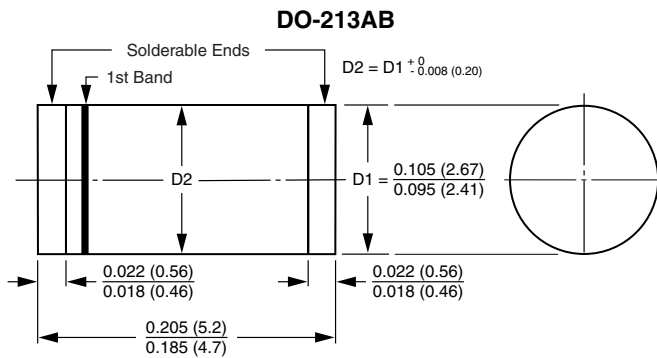 DO-213AB
Solderable Ends
D2 = D1 + 0 - 0.008 (0.20)
1st Band
D2
D1 = 0.105 (2.67)
0.095 (2.41)
0.022 (0.56)
0.018 (0.46)
0.022 (0.56)
0.018 (0.46)
0.205 (5.2)
0.185 (4.7)